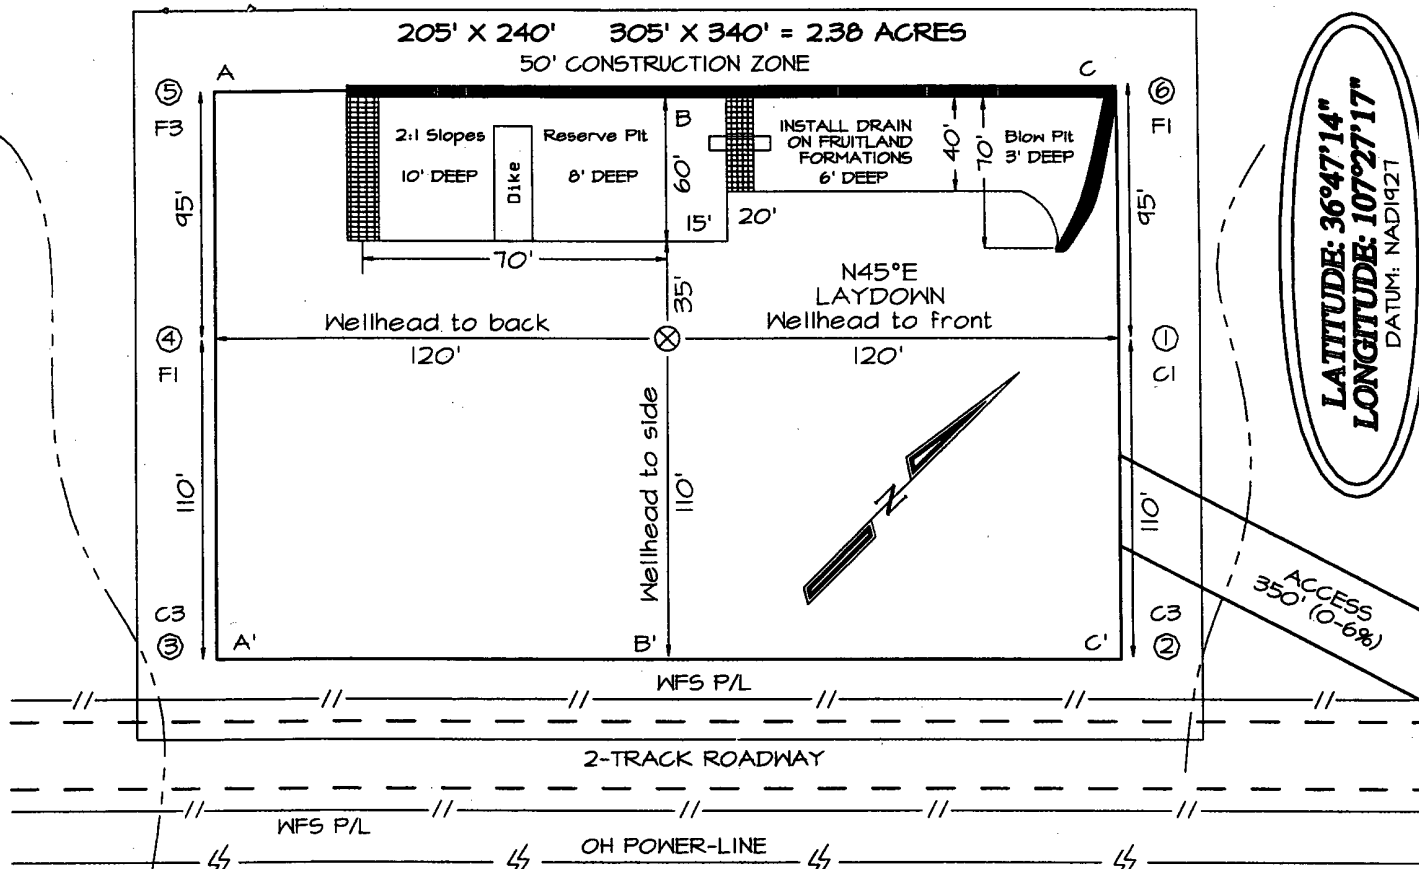 205' X 240' 305' X 340' = 2.38 ACRES
50' CONSTRUCTION ZONE
A
C
5
F3
6
F1
2:1 Slopes
10' DEEP
Dike
Reserve Pit
8' DEEP
B
60'
15'
INSTALL DRAIN
ON FRUITLAND
FORMATIONS
6' DEEP
40'
70'
Blow Pit
3' DEEP
20'
95'
95'
70'
35'
N45°E
LAYDOWN
Wellhead to back
Wellhead to front
4
F1
120'
120'
1
C1
Wellhead to side
110'
110'
110'
N
C3
3
A'
B'
C'
C3
2
ACCESS
350' (0-6%)
LATITUDE: 36°47'14"
LONGITUDE: 107°27'17"
DATUM: NAD1927
WFS P/L
2-TRACK ROADWAY
WFS P/L
OH POWER-LINE